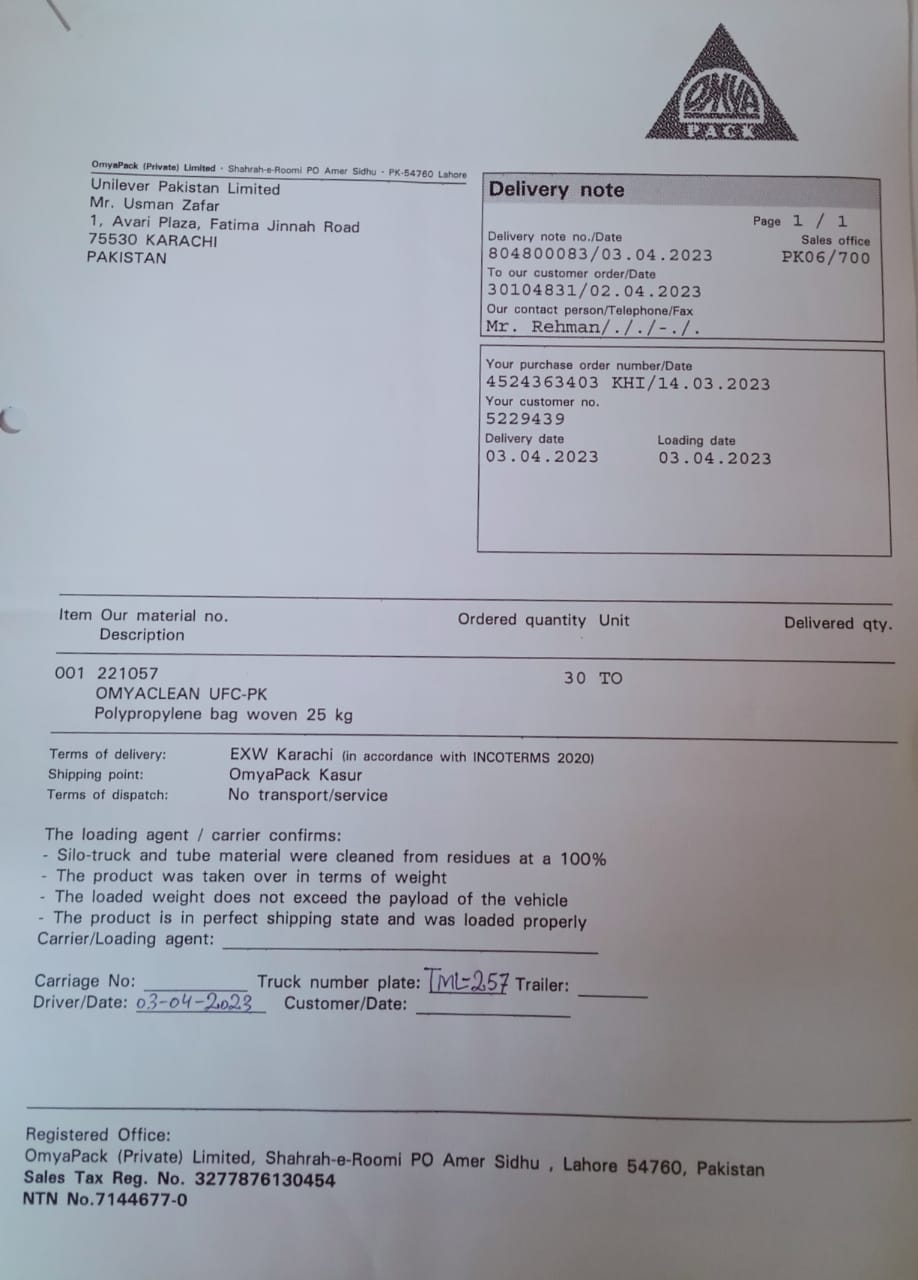 OMYA
PACK
OmyaPack (Private) Limited · Shahrah-e-Roomi PO Amer Sidhu · PK-54760 Lahore
Unilever Pakistan Limited
Mr. Usman Zafar
1, Avari Plaza, Fatima Jinnah Road
75530 KARACHI
PAKISTAN
Delivery note
Page 1 / 1
Delivery note no./Date Sales office
804800083/03.04.2023 PK06/700
To our customer order/Date
30104831/02.04.2023
Our contact person/Telephone/Fax
Mr. Rehman/././-./.
Your purchase order number/Date
4524363403 KHI/14.03.2023
Your customer no.
5229439
Delivery date Loading date
03.04.2023 03.04.2023
Item Our material no. Ordered quantity Unit Delivered qty.
Description
001 221057 30 TO
OMYACLEAN UFC-PK
Polypropylene bag woven 25 kg
Terms of delivery: EXW Karachi (in accordance with INCOTERMS 2020)
Shipping point: OmyaPack Kasur
Terms of dispatch: No transport/service
The loading agent / carrier confirms:
- Silo-truck and tube material were cleaned from residues at a 100%
- The product was taken over in terms of weight
- The loaded weight does not exceed the payload of the vehicle
- The product is in perfect shipping state and was loaded properly
Carrier/Loading agent:
Carriage No: Truck number plate: TML-257 Trailer:
Driver/Date: 03-04-2023 Customer/Date:
Registered Office:
OmyaPack (Private) Limited, Shahrah-e-Roomi PO Amer Sidhu , Lahore 54760, Pakistan
Sales Tax Reg. No. 3277876130454
NTN No.7144677-0